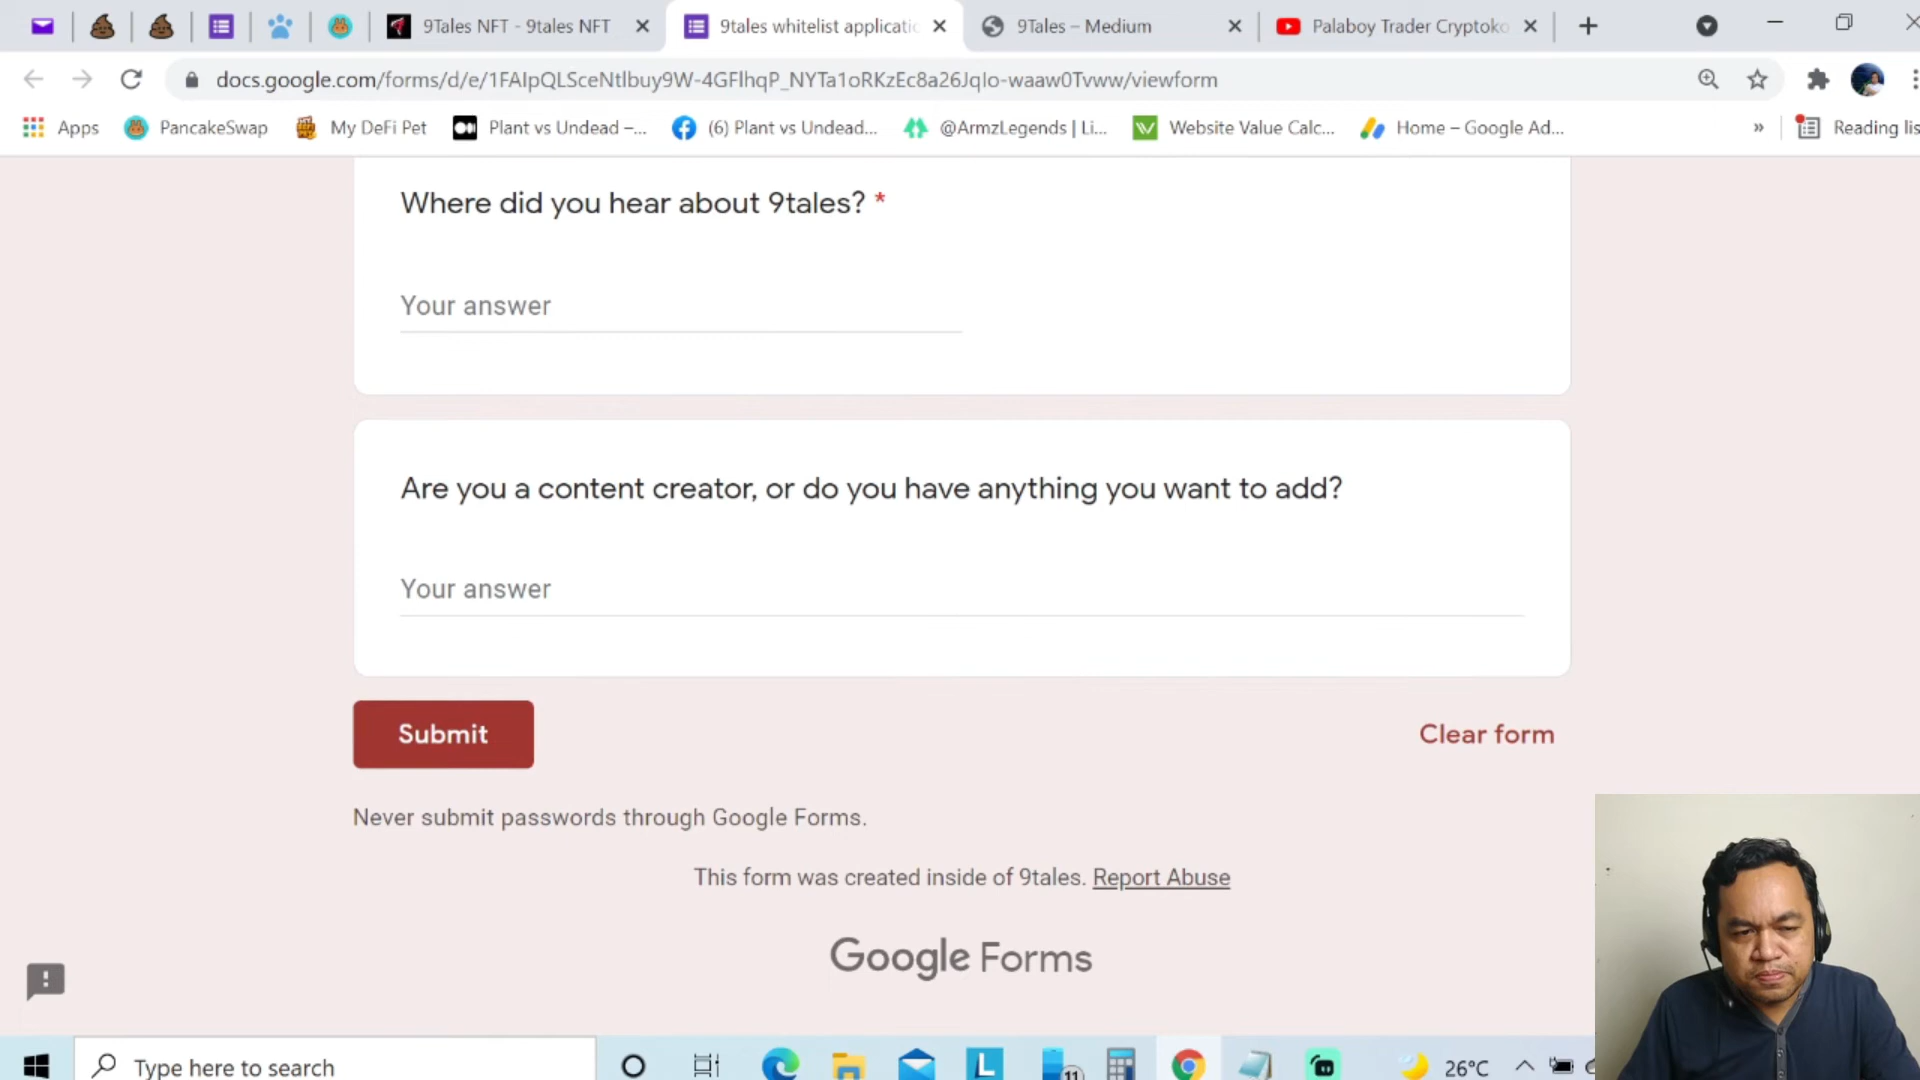 9Tales NFT - 9tales NFT
9tales whitelist applicatio
9Tales – Medium
Palaboy Trader Cryptoko
docs.google.com/forms/d/e/1FAIpQLSceNtlbuy9W-4GFlhqP_NYTa1oRKzEc8a26JqIo-waaw0Tvww/viewform
Apps
PancakeSwap
My DeFi Pet
Plant vs Undead –...
(6) Plant vs Undead...
@ArmzLegends | Li...
Website Value Calc...
Home – Google Ad...
»
Reading lis
Where did you hear about 9tales? *
Your answer
Are you a content creator, or do you have anything you want to add?
Your answer
Submit
Clear form
Never submit passwords through Google Forms.
This form was created inside of 9tales. Report Abuse
Google Forms
Type here to search
L
11
26°C